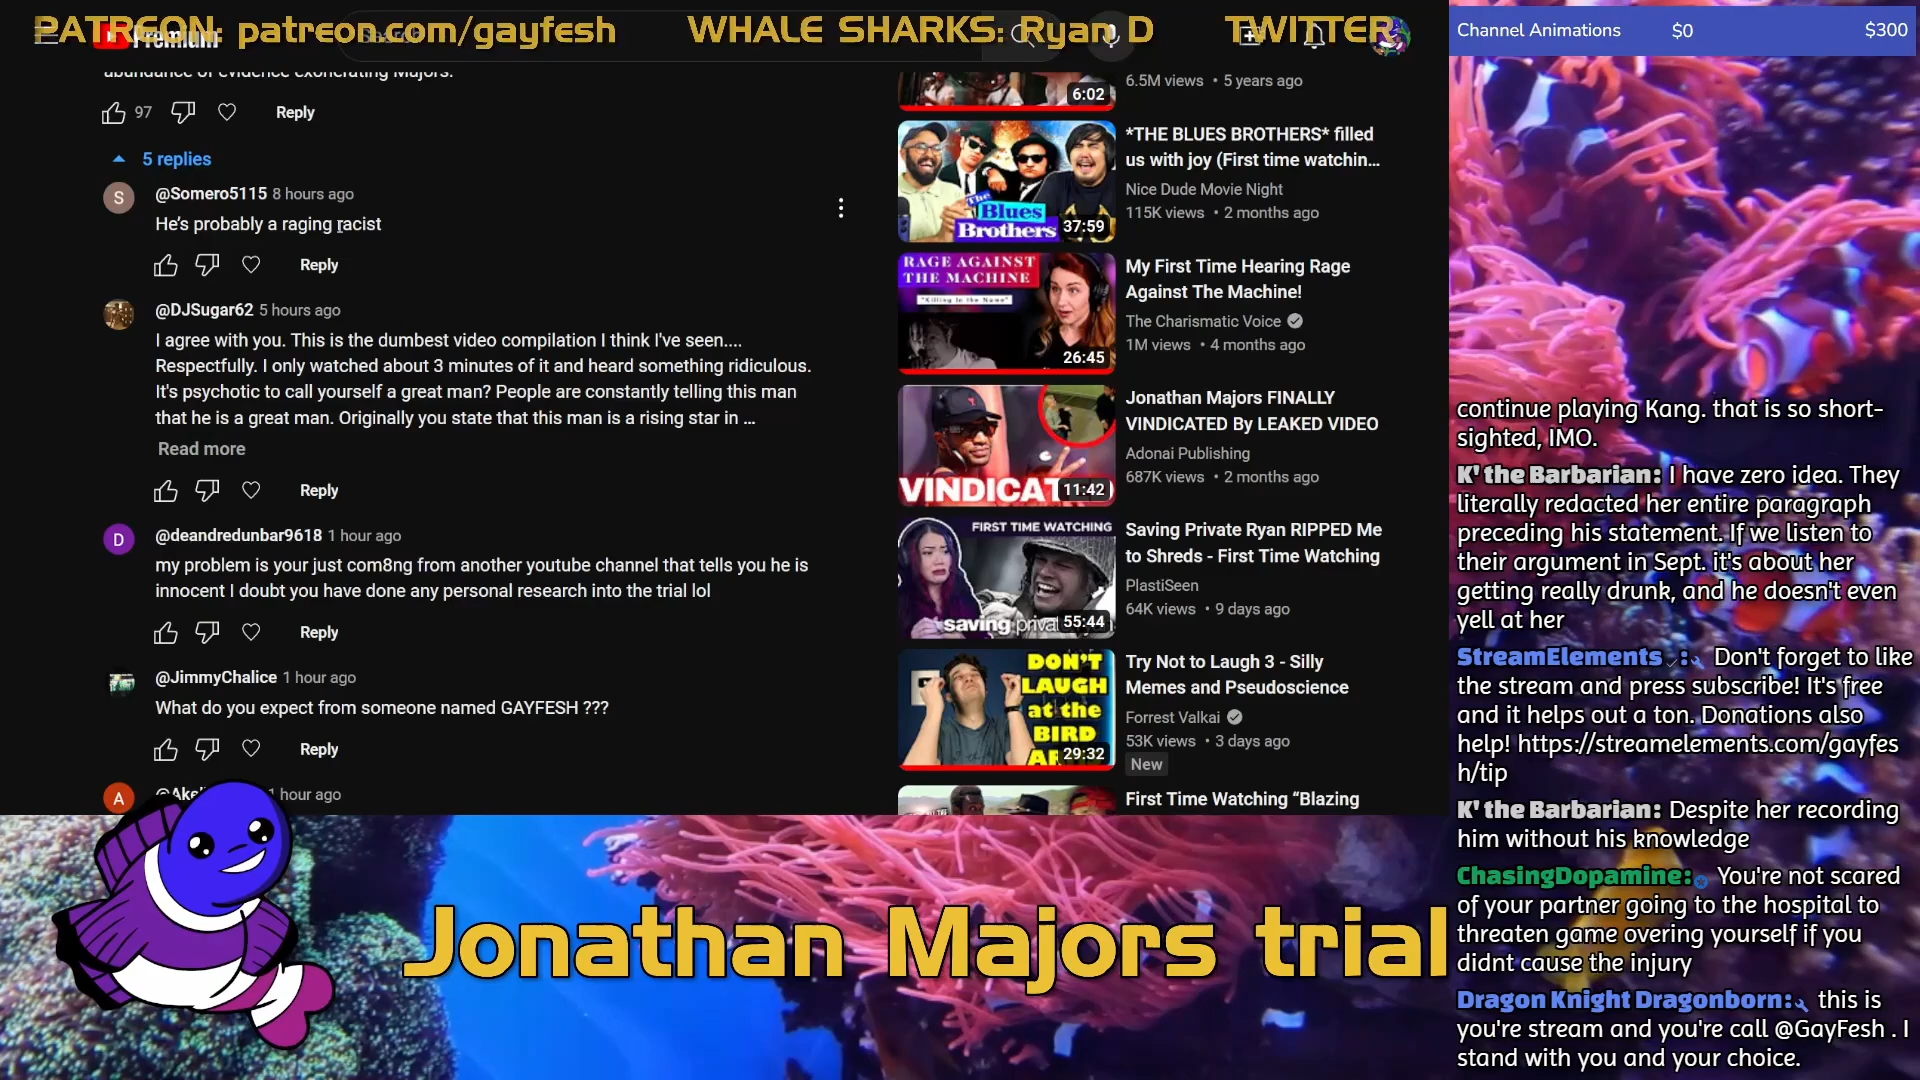 PATREON: patreon.com/gayfesh WHALE SHARKS: Ryan D TWITTER
Premium
Search
abundance of evidence exonerating Majors.
97
Reply
5 replies
S
@Somero5115 8 hours ago
He's probably a raging racist
Reply
@DJSugar62 5 hours ago
I agree with you. This is the dumbest video compilation I think I've seen....
Respectfully. I only watched about 3 minutes of it and heard something ridiculous.
It's psychotic to call yourself a great man? People are constantly telling this man
that he is a great man. Originally you state that this man is a rising star in ...
Read more
Reply
D
@deandredunbar9618 1 hour ago
my problem is your just com8ng from another youtube channel that tells you he is
innocent I doubt you have done any personal research into the trial lol
Reply
@JimmyChalice 1 hour ago
What do you expect from someone named GAYFESH ???
Reply
A
1 hour ago
6:02
6.5M views • 5 years ago
The
Blues
Brothers
37:59
*THE BLUES BROTHERS* filled
us with joy (First time watchin...
Nice Dude Movie Night
115K views • 2 months ago
RAGE AGAINST
THE MACHINE
"Killing in the Name"
26:45
My First Time Hearing Rage
Against The Machine!
The Charismatic Voice
1M views • 4 months ago
VINDICAT
11:42
Jonathan Majors FINALLY
VINDICATED By LEAKED VIDEO
Adonai Publishing
687K views • 2 months ago
FIRST TIME WATCHING
saving priva
55:44
Saving Private Ryan RIPPED Me
to Shreds - First Time Watching
PlastiSeen
64K views • 9 days ago
DON'T
LAUGH
at the
BIRD
29:32
Try Not to Laugh 3 - Silly
Memes and Pseudoscience
Forrest Valkai
53K views • 3 days ago
New
First Time Watching “Blazing
Channel Animations $0 $300
continue playing Kang. that is so short-
sighted, IMO.
K' the Barbarian: I have zero idea. They
literally redacted her entire paragraph
preceding his statement. If we listen to
their argument in Sept. it's about her
getting really drunk, and he doesn't even
yell at her
StreamElements : Don't forget to like
the stream and press subscribe! It's free
and it helps out a ton. Donations also
help! https://streamelements.com/gayfes
h/tip
K' the Barbarian: Despite her recording
him without his knowledge
ChasingDopamine: You're not scared
of your partner going to the hospital to
threaten game overing yourself if you
didnt cause the injury
Dragon Knight Dragonborn: this is
you're stream and you're call @GayFesh . I
stand with you and your choice.
Jonathan Majors trial